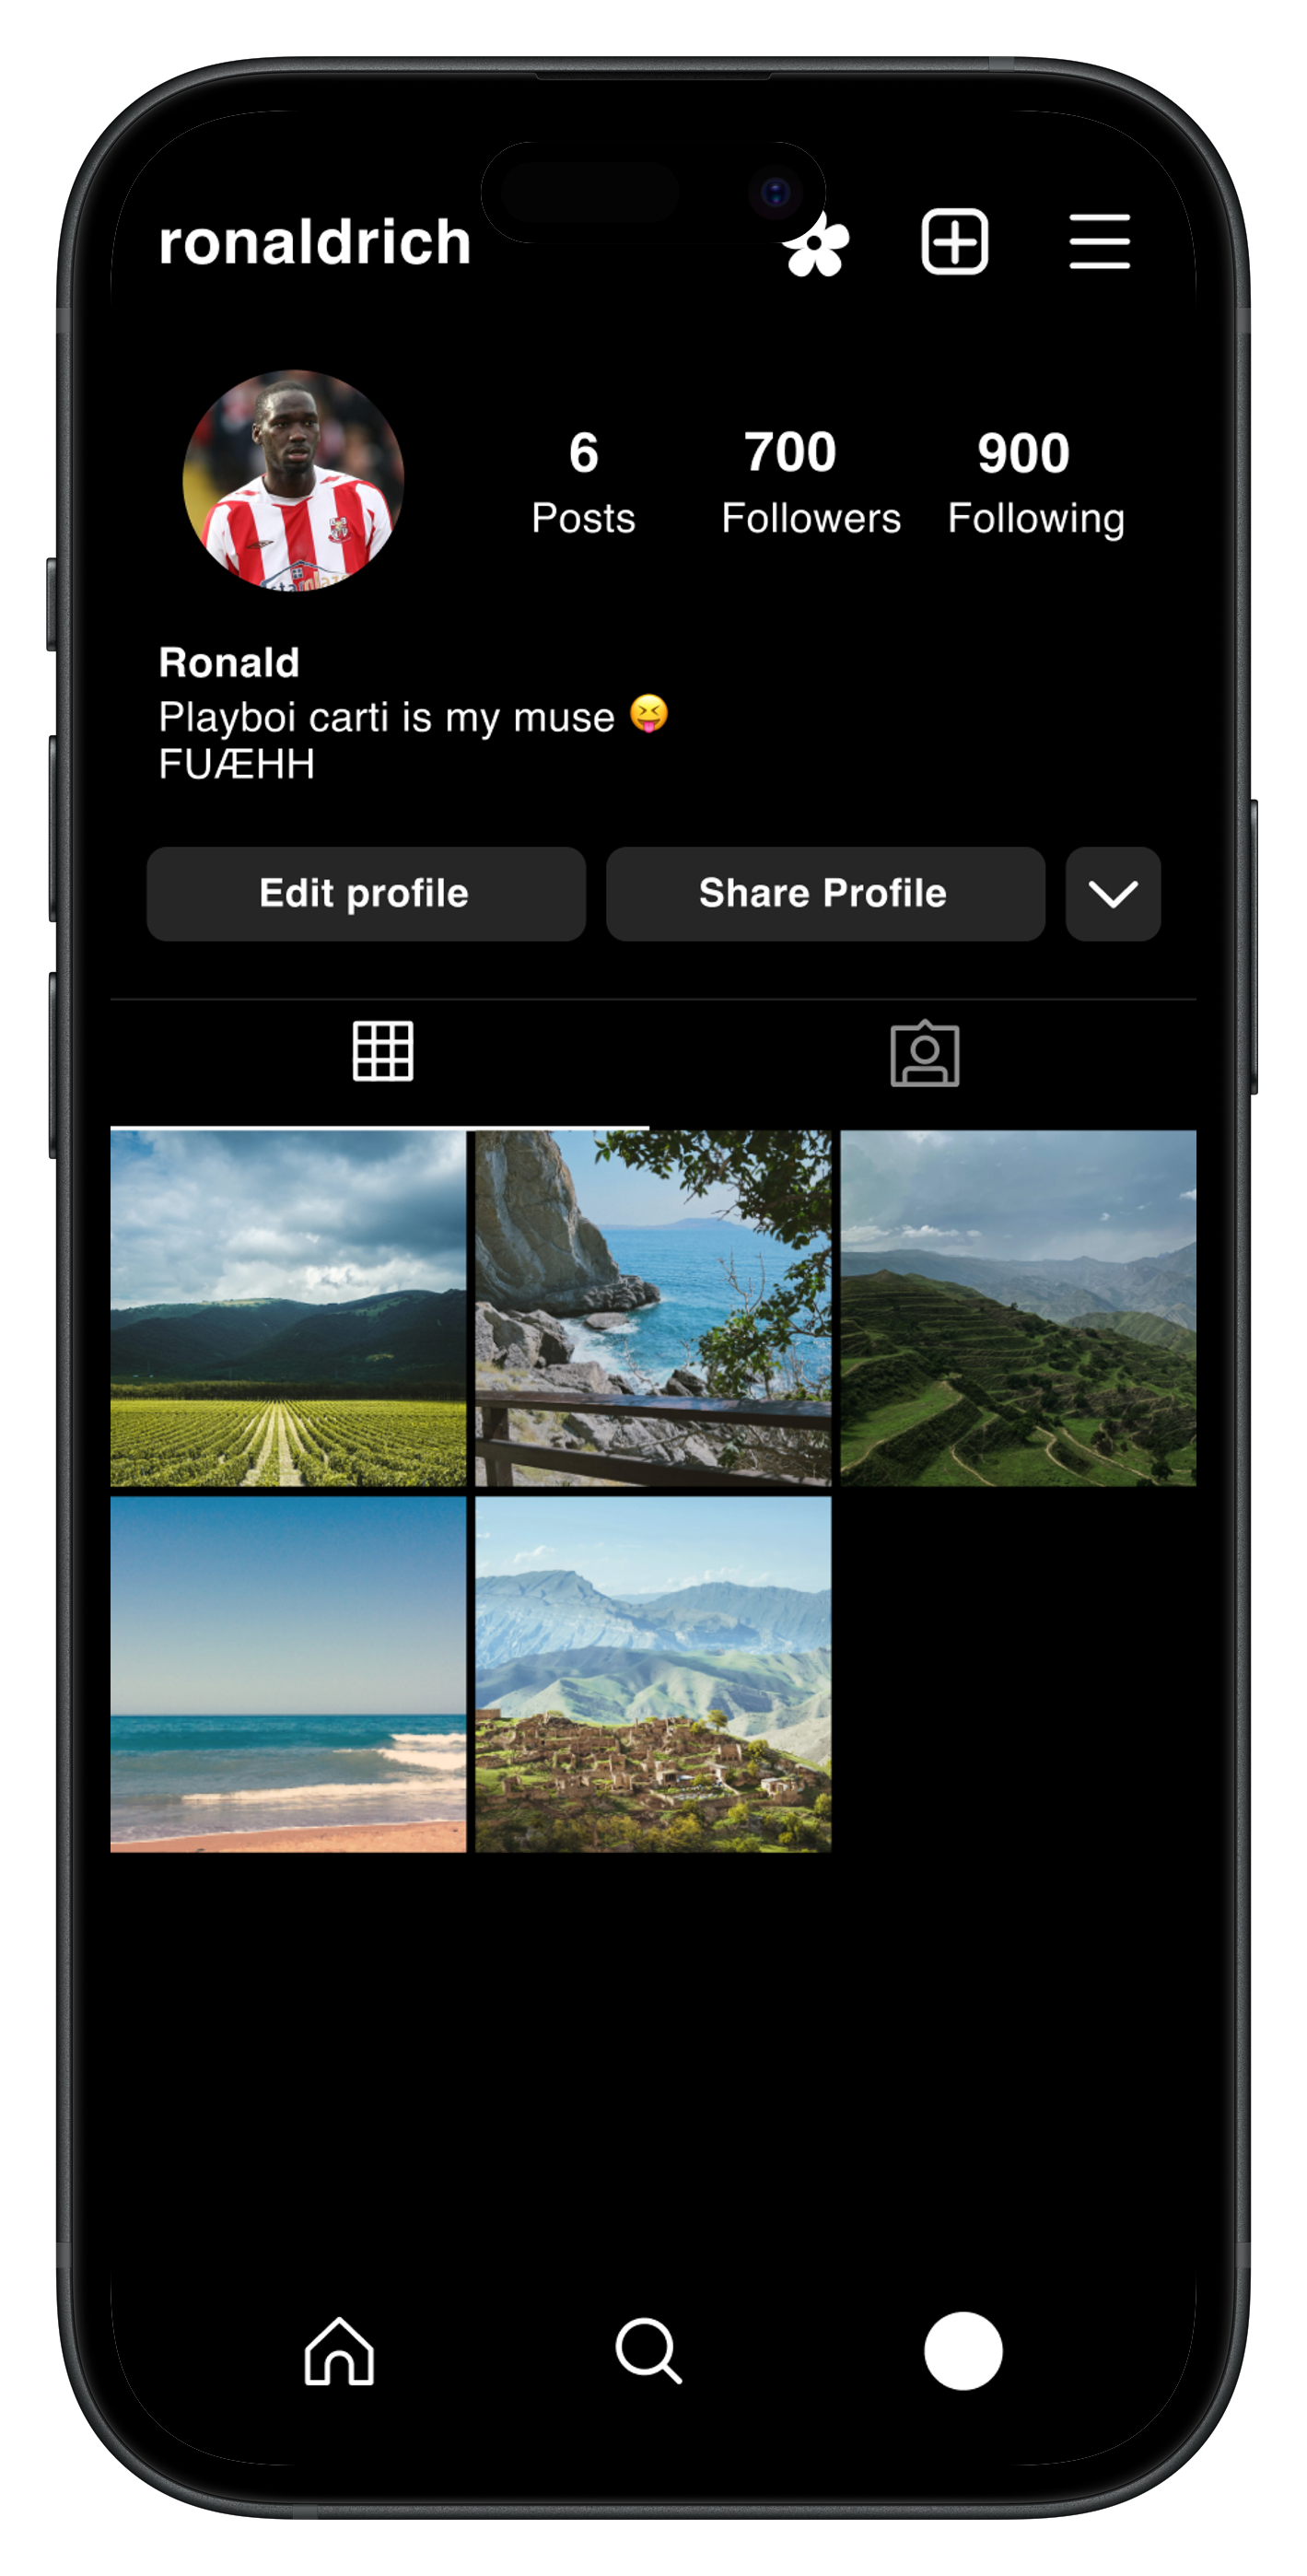 ronaldrich
6 700 900
Posts Followers Following
Ronald
Playboi carti is my muse 😝
FUÆHH
Edit profile Share Profile